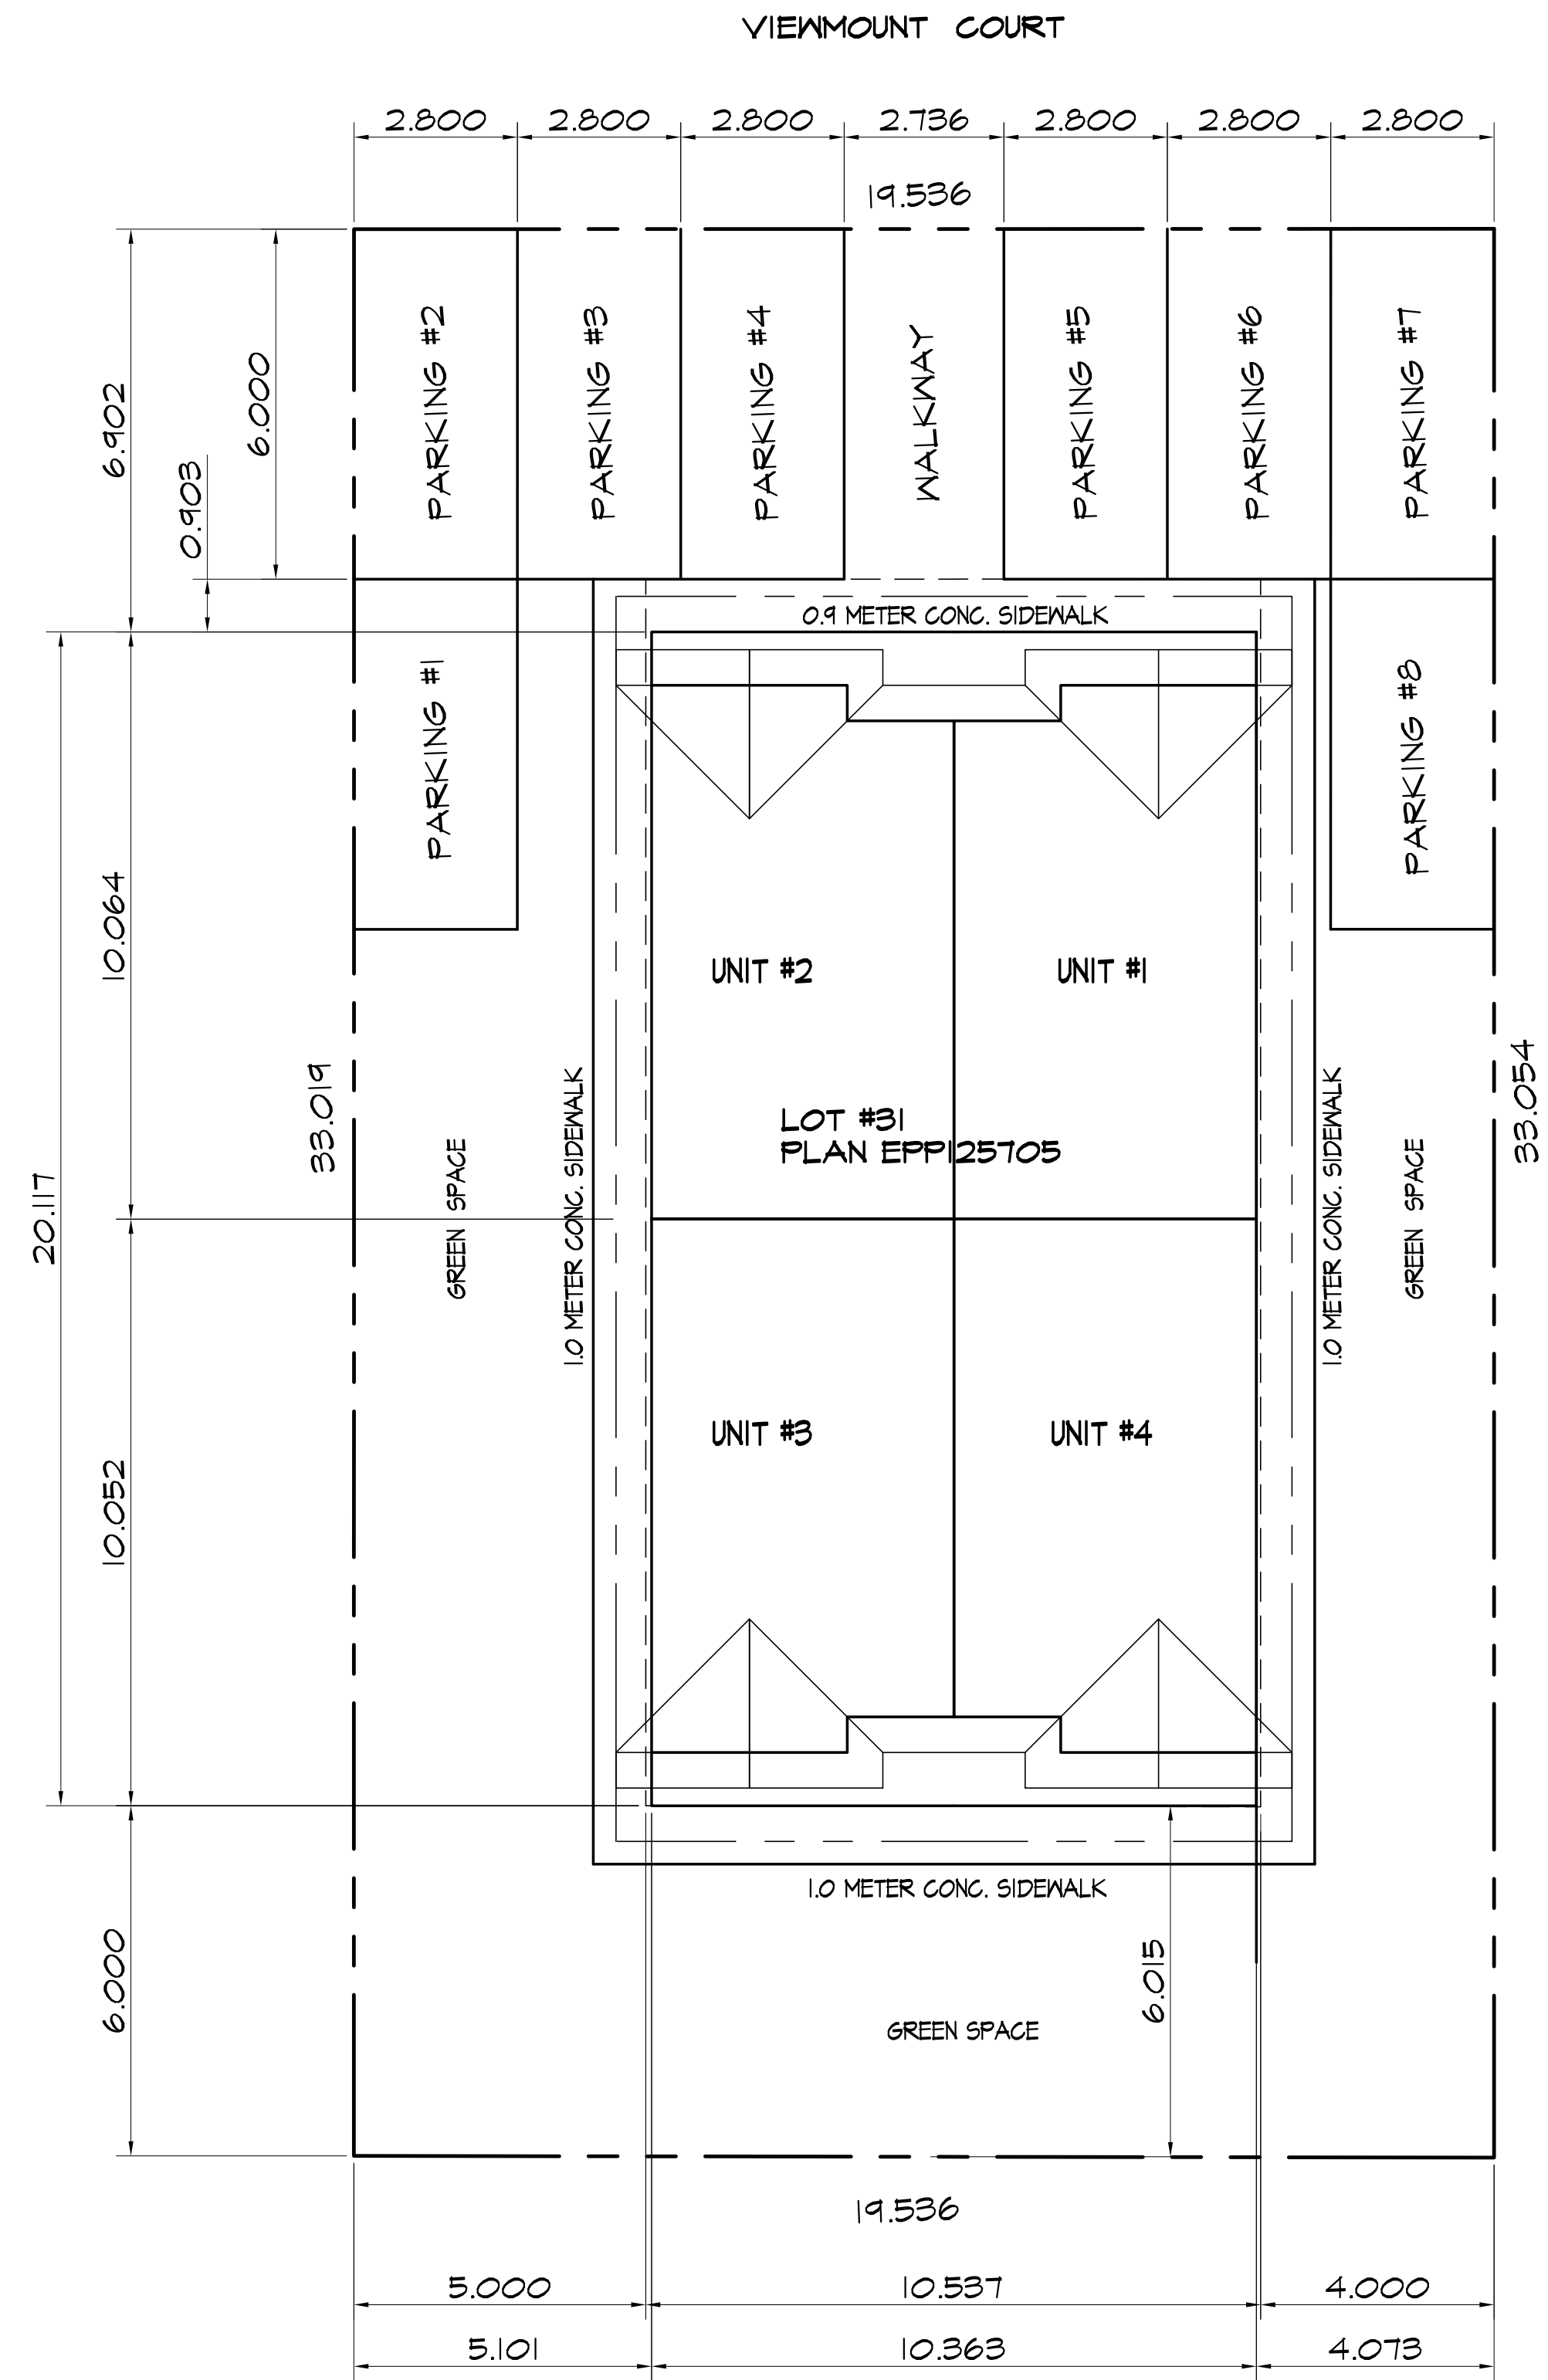 VIEWMOUNT COURT
2.800 2.800 2.800 2.736 2.800 2.800 2.800
19.536
6.902
0.903
6.000
PARKING #2
PARKING #3
PARKING #4
WALKWAY
PARKING #5
PARKING #6
PARKING #7
0.9 METER CONC. SIDEWALK
PARKING #1
PARKING #8
10.064
UNIT #2
UNIT #1
33.019
33.054
LOT #31
PLAN EPP125705
20.117
GREEN SPACE
1.0 METER CONC. SIDEWALK
1.0 METER CONC. SIDEWALK
GREEN SPACE
UNIT #3
UNIT #4
10.052
1.0 METER CONC. SIDEWALK
6.000
6.015
GREEN SPACE
19.536
5.000 10.537 4.000
5.101 10.363 4.073